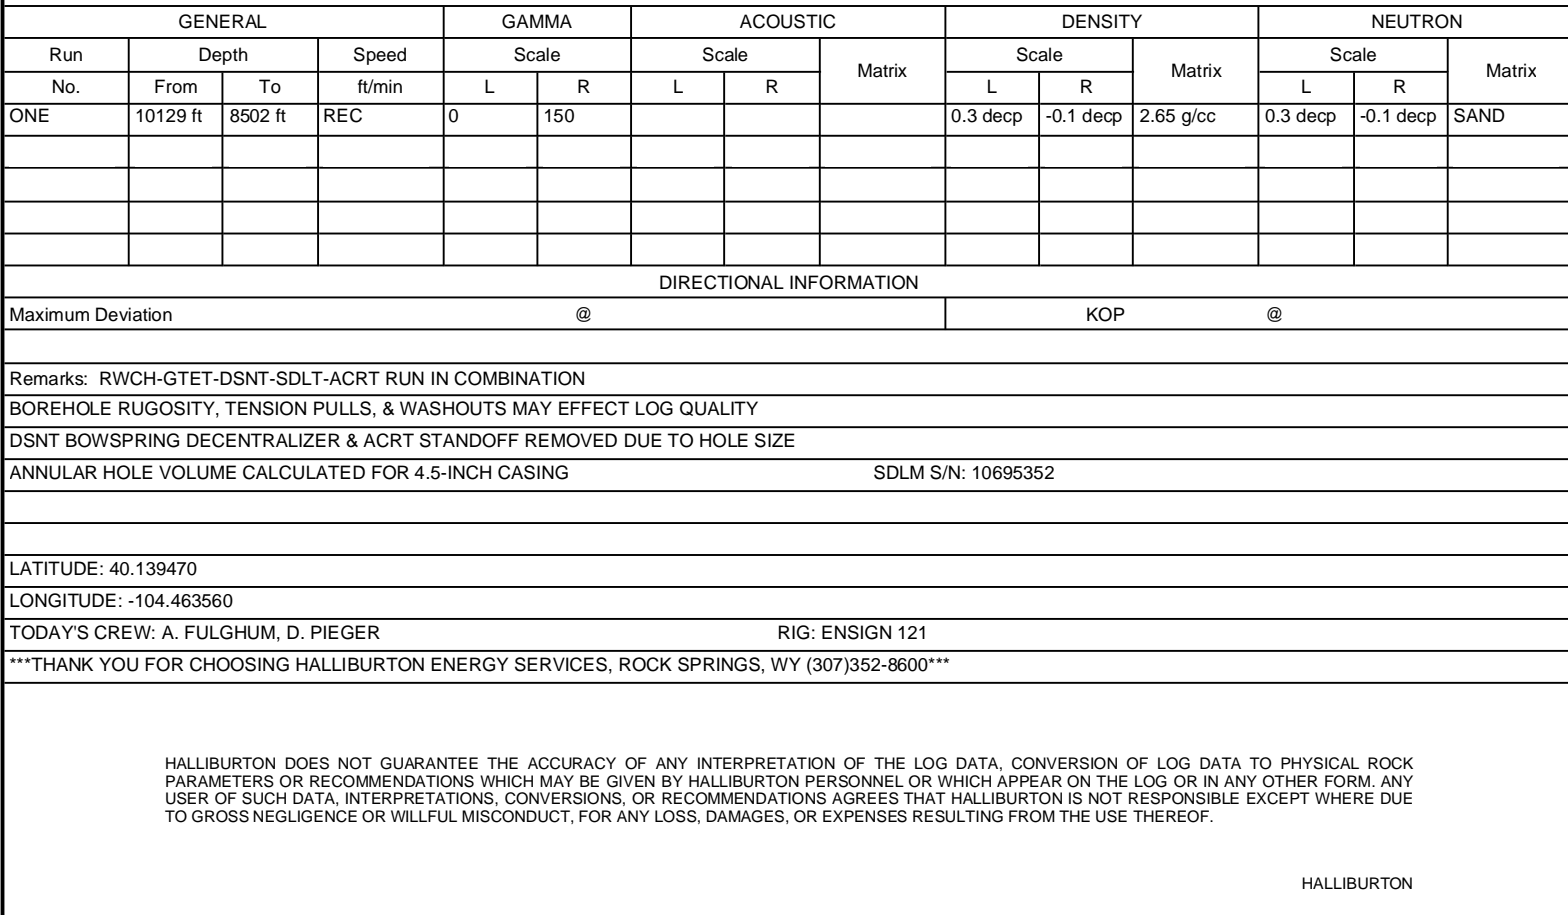 GENERAL GAMMA ACOUSTIC DENSITY NEUTRON
Run Depth Speed Scale Scale Matrix Scale Matrix Scale Matrix
No. From To ft/min L R L R L R L R
ONE 10129 ft 8502 ft REC 0 150 0.3 decp -0.1 decp 2.65 g/cc 0.3 decp -0.1 decp SAND
DIRECTIONAL INFORMATION
Maximum Deviation @ KOP @
Remarks: RWCH-GTET-DSNT-SDLT-ACRT RUN IN COMBINATION
BOREHOLE RUGOSITY, TENSION PULLS, & WASHOUTS MAY EFFECT LOG QUALITY
DSNT BOWSPRING DECENTRALIZER & ACRT STANDOFF REMOVED DUE TO HOLE SIZE
ANNULAR HOLE VOLUME CALCULATED FOR 4.5-INCH CASING SDLM S/N: 10695352
LATITUDE: 40.139470
LONGITUDE: -104.463560
TODAY'S CREW: A. FULGHUM, D. PIEGER RIG: ENSIGN 121
***THANK YOU FOR CHOOSING HALLIBURTON ENERGY SERVICES, ROCK SPRINGS, WY (307)352-8600***
HALLIBURTON DOES NOT GUARANTEE THE ACCURACY OF ANY INTERPRETATION OF THE LOG DATA, CONVERSION OF LOG DATA TO PHYSICAL ROCK
PARAMETERS OR RECOMMENDATIONS WHICH MAY BE GIVEN BY HALLIBURTON PERSONNEL OR WHICH APPEAR ON THE LOG OR IN ANY OTHER FORM. ANY
USER OF SUCH DATA, INTERPRETATIONS, CONVERSIONS, OR RECOMMENDATIONS AGREES THAT HALLIBURTON IS NOT RESPONSIBLE EXCEPT WHERE DUE
TO GROSS NEGLIGENCE OR WILLFUL MISCONDUCT, FOR ANY LOSS, DAMAGES, OR EXPENSES RESULTING FROM THE USE THEREOF.
HALLIBURTON